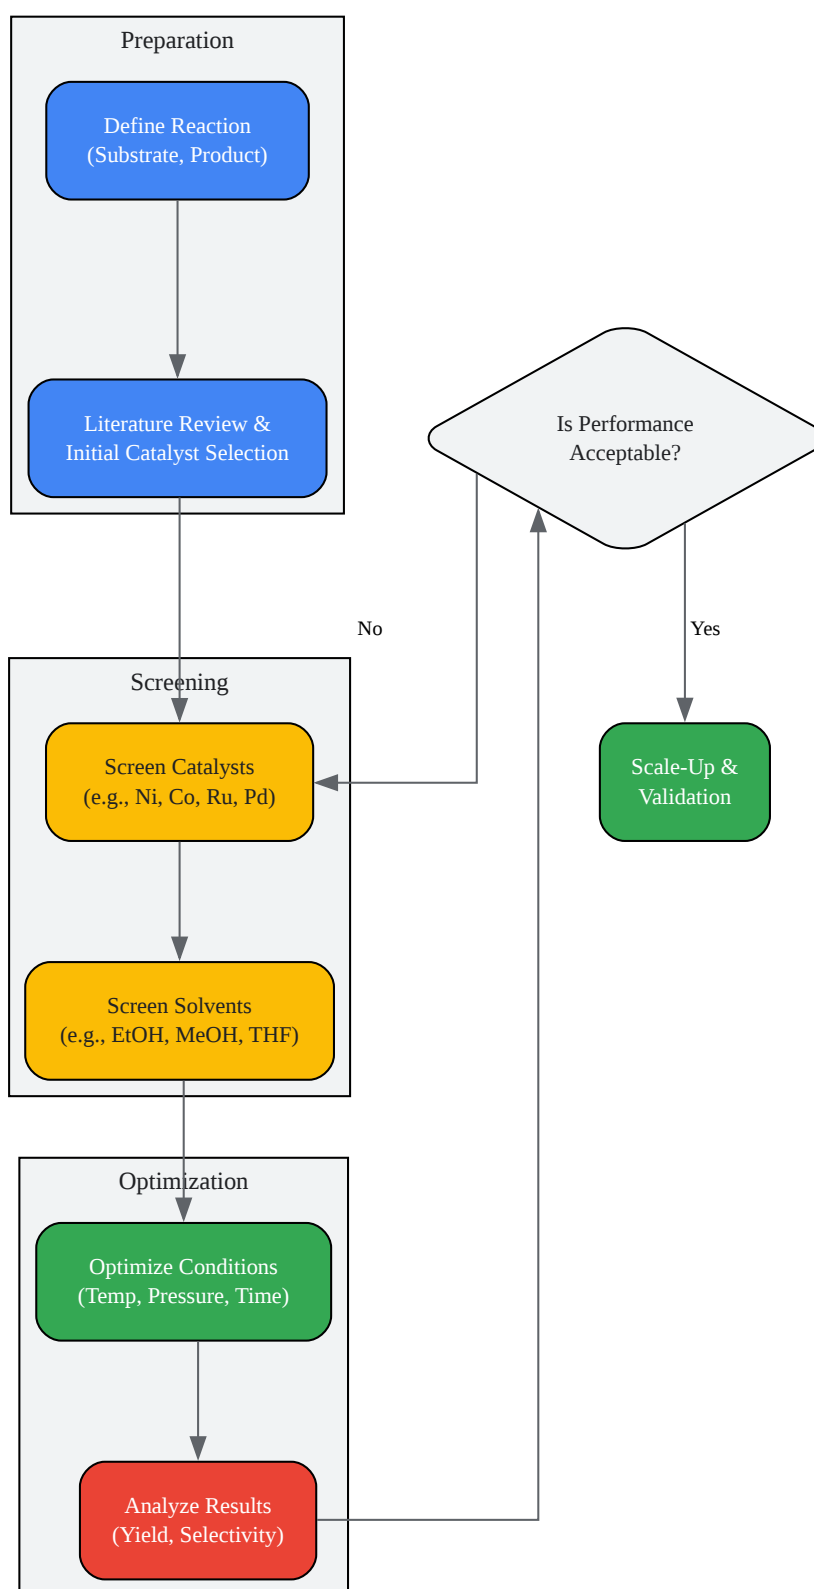 Preparation
Define Reaction
(Substrate, Product)
Literature Review &
Initial Catalyst Selection
Is Performance
Acceptable?
No
Yes
Screening
Screen Catalysts
(e.g., Ni, Co, Ru, Pd)
Scale-Up &
Validation
Screen Solvents
(e.g., EtOH, MeOH, THF)
Optimization
Optimize Conditions
(Temp, Pressure, Time)
Analyze Results
(Yield, Selectivity)